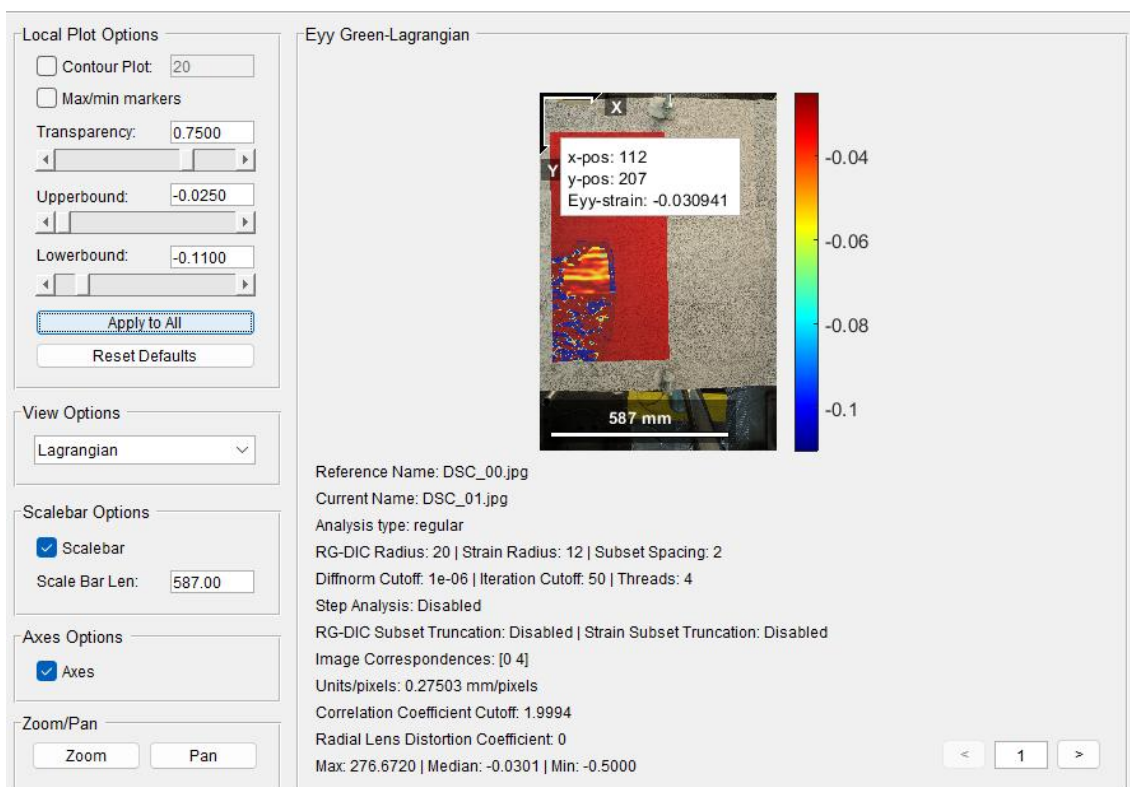 Local Plot Options
Contour Plot: 20
Max/min markers
Transparency: 0.7500
Upperbound: -0.0250
Lowerbound: -0.1100
Apply to All
Reset Defaults
View Options
Lagrangian
Scalebar Options
Scalebar
Scale Bar Len: 587.00
Axes Options
Axes
Zoom/Pan
Zoom Pan
Eyy Green-Lagrangian
X
Y
x-pos: 112
y-pos: 207
Eyy-strain: -0.030941
587 mm
-0.04
-0.06
-0.08
-0.1
Reference Name: DSC_00.jpg
Current Name: DSC_01.jpg
Analysis type: regular
RG-DIC Radius: 20 | Strain Radius: 12 | Subset Spacing: 2
Diffnorm Cutoff: 1e-06 | Iteration Cutoff: 50 | Threads: 4
Step Analysis: Disabled
RG-DIC Subset Truncation: Disabled | Strain Subset Truncation: Disabled
Image Correspondences: [0 4]
Units/pixels: 0.27503 mm/pixels
Correlation Coefficient Cutoff: 1.9994
Radial Lens Distortion Coefficient: 0
Max: 276.6720 | Median: -0.0301 | Min: -0.5000
< 1 >